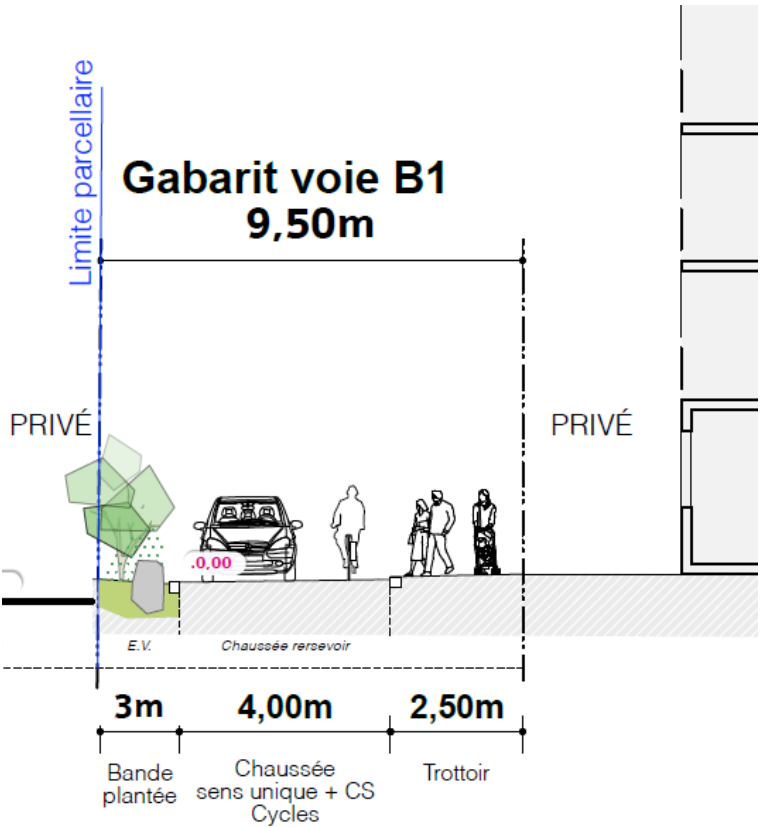 Limite parcellaire
Gabarit voie B1
9,50m
PRIVÉ
PRIVÉ
.0,00
E.V.
Chaussée rersevoir
3m
4,00m
2,50m
Bande
plantée
Chaussée
sens unique + CS
Cycles
Trottoir